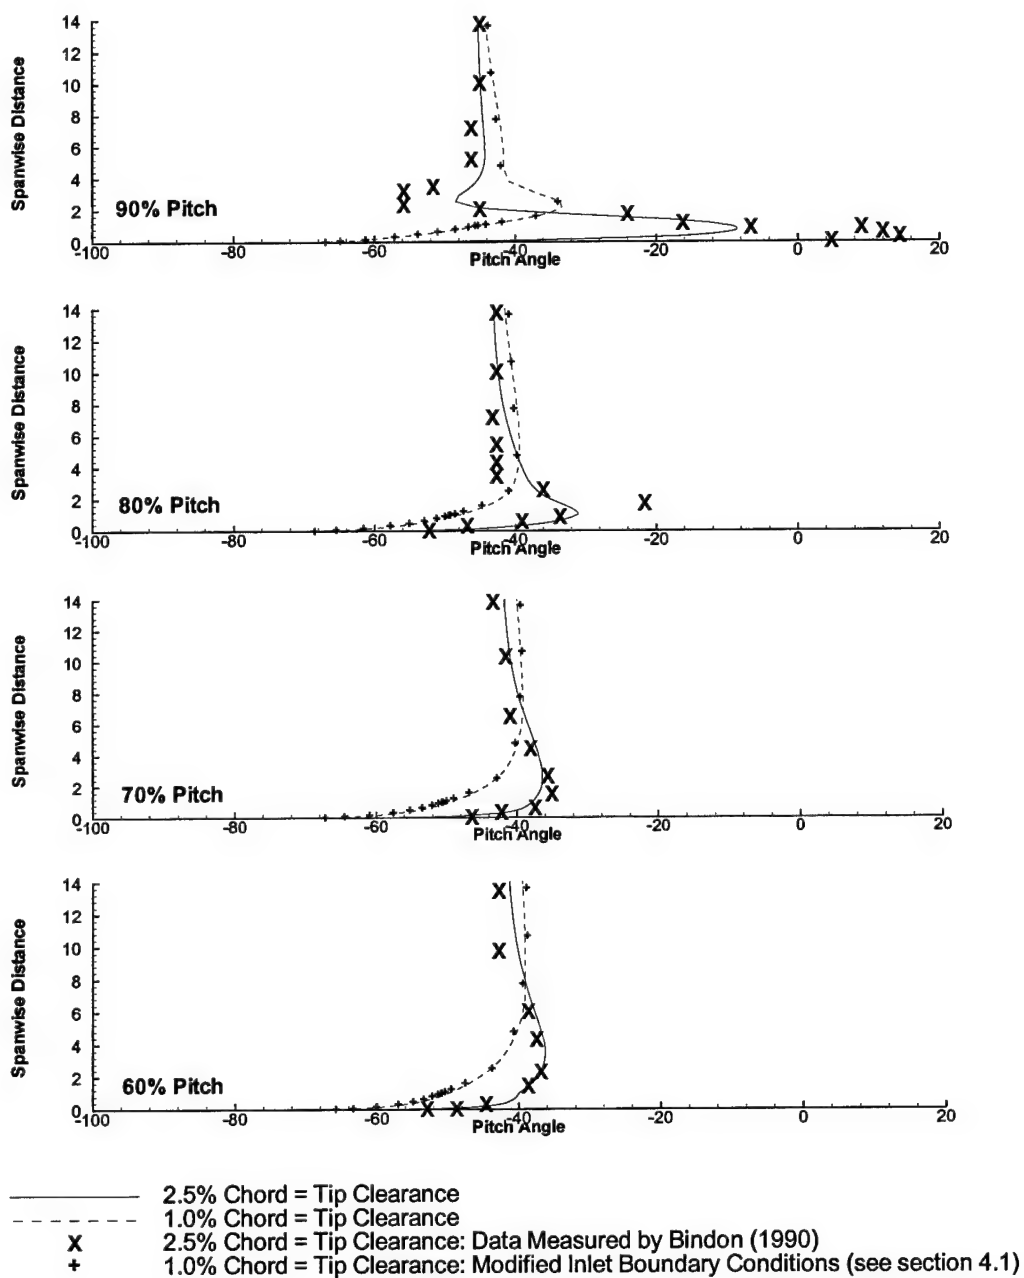 14
12
10
8
6
4
2
0
Spanwise Distance
90% Pitch
-100 -80 -60 -40 -20 0 20
Pitch Angle
14
12
10
8
6
4
2
0
Spanwise Distance
80% Pitch
-100 -80 -60 -40 -20 0 20
Pitch Angle
14
12
10
8
6
4
2
0
Spanwise Distance
70% Pitch
-100 -80 -60 -40 -20 0 20
Pitch Angle
14
12
10
8
6
4
2
0
Spanwise Distance
60% Pitch
-100 -80 -60 -40 -20 0 20
Pitch Angle
2.5% Chord = Tip Clearance
1.0% Chord = Tip Clearance
X 2.5% Chord = Tip Clearance: Data Measured by Bindon (1990)
+ 1.0% Chord = Tip Clearance: Modified Inlet Boundary Conditions (see section 4.1)